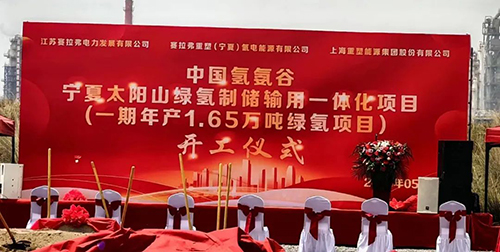 江苏赛拉弗电力发展有限公司 赛拉弗重塑（宁夏）氢电能源有限公司 上海重塑能源集团股份有限公司
中国氢氨谷
宁夏太阳山绿氢制储输用一体化项目
（一期年产1.65万吨绿氢项目）
开工仪式